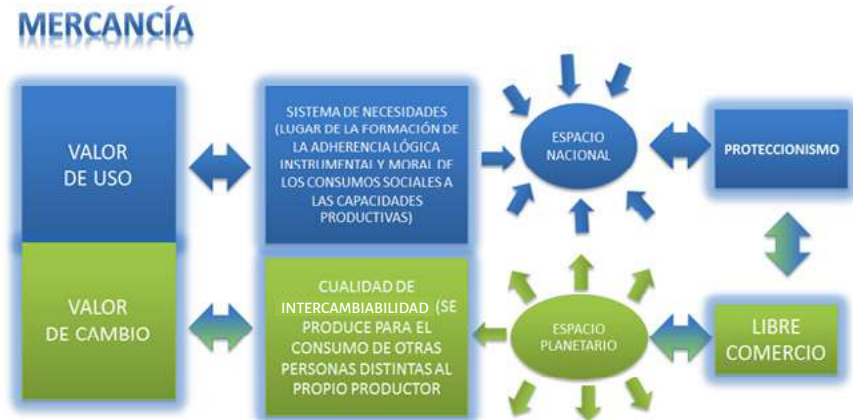 MERCANCÍA
VALOR
DE USO
SISTEMA DE NECESIDADES
(LUGAR DE LA FORMACIÓN DE
LA ADHERENCIA LÓGICA
INSTRUMENTAL Y MORAL DE
LOS CONSUMOS SOCIALES A
LAS CAPACIDADES
PRODUCTIVAS)
ESPACIO
NACIONAL
PROTECCIONISMO
VALOR
DE CAMBIO
CUALIDAD DE
INTERCAMBIABILIDAD (SE
PRODUCE PARA EL
CONSUMO DE OTRAS
PERSONAS DISTINTAS AL
PROPIO PRODUCTOR
ESPACIO
PLANETARIO
LIBRE
COMERCIO